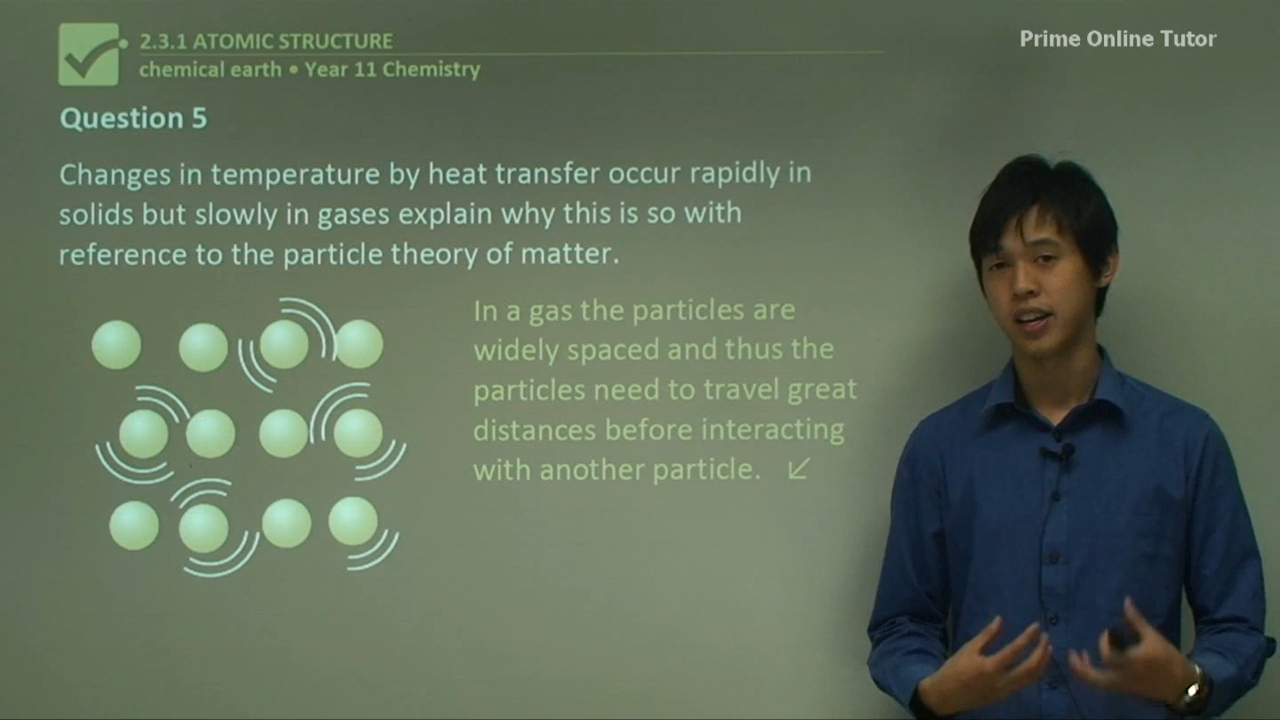 2.3.1 ATOMIC STRUCTURE
chemical earth • Year 11 Chemistry
Prime Online Tutor
Question 5
Changes in temperature by heat transfer occur rapidly in
solids but slowly in gases explain why this is so with
reference to the particle theory of matter.
In a gas the particles are
widely spaced and thus the
particles need to travel great
distances before interacting
with another particle.